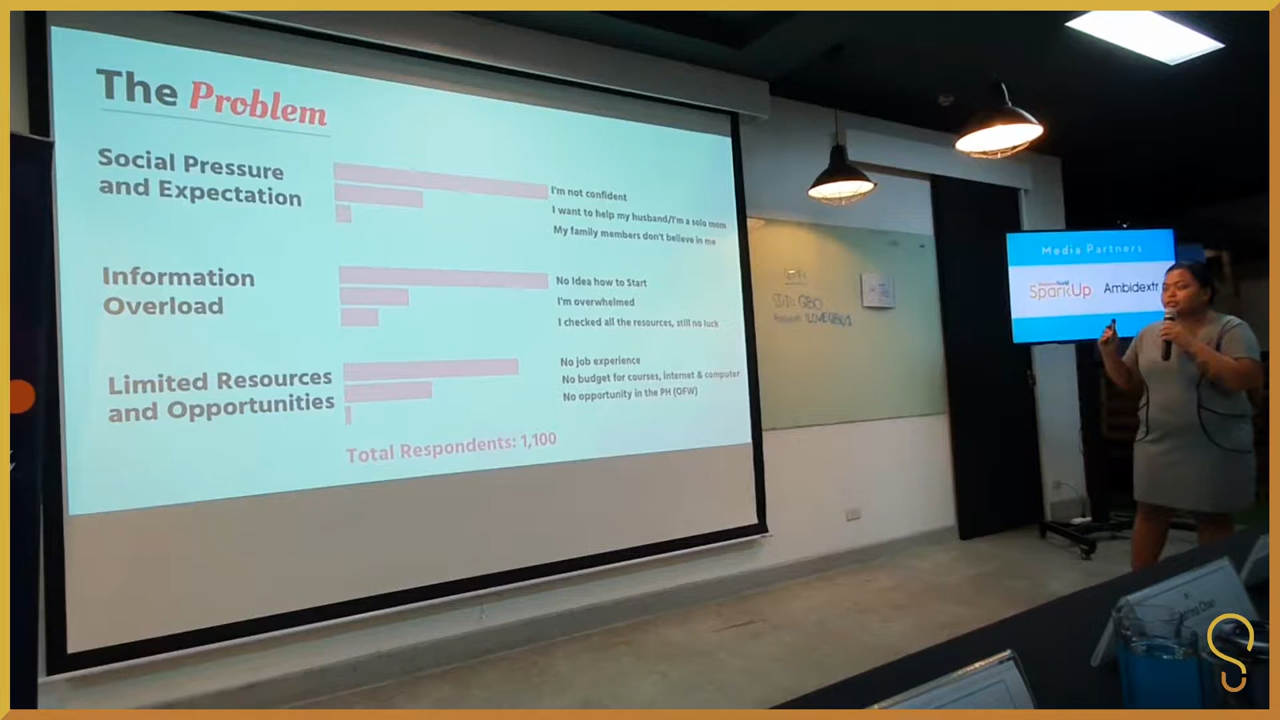 The Problem
Social Pressure
and Expectation
I'm not confident
I want to help my husband/I'm a solo mom
My family members don't believe in me
Information
Overload
No Idea how to Start
I'm overwhelmed
I checked all the resources, still no luck
Limited Resources
and Opportunities
No job experience
No budget for courses, internet & computer
No opportunity in the PH (OFW)
Total Respondents: 1,100
Media Partners
SparkUp
Ambidextr